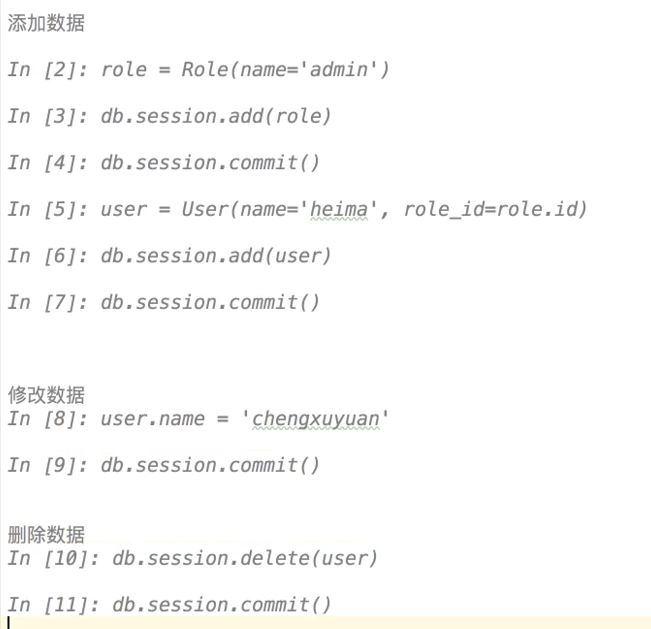 添加数据
In [2]: role = Role(name='admin')
In [3]: db.session.add(role)
In [4]: db.session.commit()
In [5]: user = User(name='heima', role_id=role.id)
In [6]: db.session.add(user)
In [7]: db.session.commit()
修改数据
In [8]: user.name = 'chengxuyuan'
In [9]: db.session.commit()
删除数据
In [10]: db.session.delete(user)
In [11]: db.session.commit()